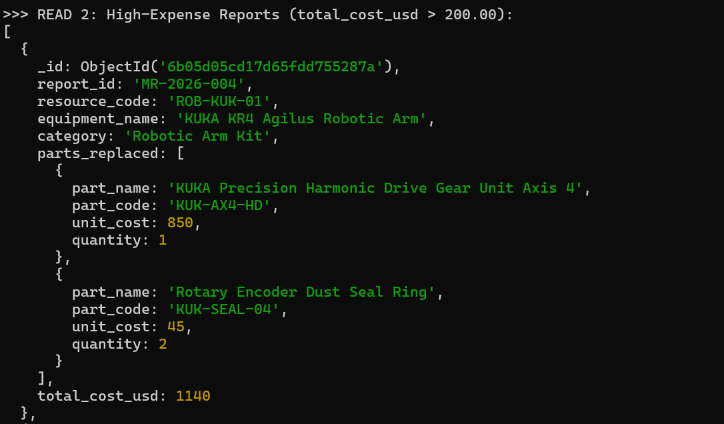 >>> READ 2: High-Expense Reports (total_cost_usd > 200.00):
[
  {
    _id: ObjectId('6b05d05cd17d65fdd755287a'),
    report_id: 'MR-2026-004',
    resource_code: 'ROB-KUK-01',
    equipment_name: 'KUKA KR4 Agilus Robotic Arm',
    category: 'Robotic Arm Kit',
    parts_replaced: [
      {
        part_name: 'KUKA Precision Harmonic Drive Gear Unit Axis 4',
        part_code: 'KUK-AX4-HD',
        unit_cost: 850,
        quantity: 1
      },
      {
        part_name: 'Rotary Encoder Dust Seal Ring',
        part_code: 'KUK-SEAL-04',
        unit_cost: 45,
        quantity: 2
      }
    ],
    total_cost_usd: 1140
  },